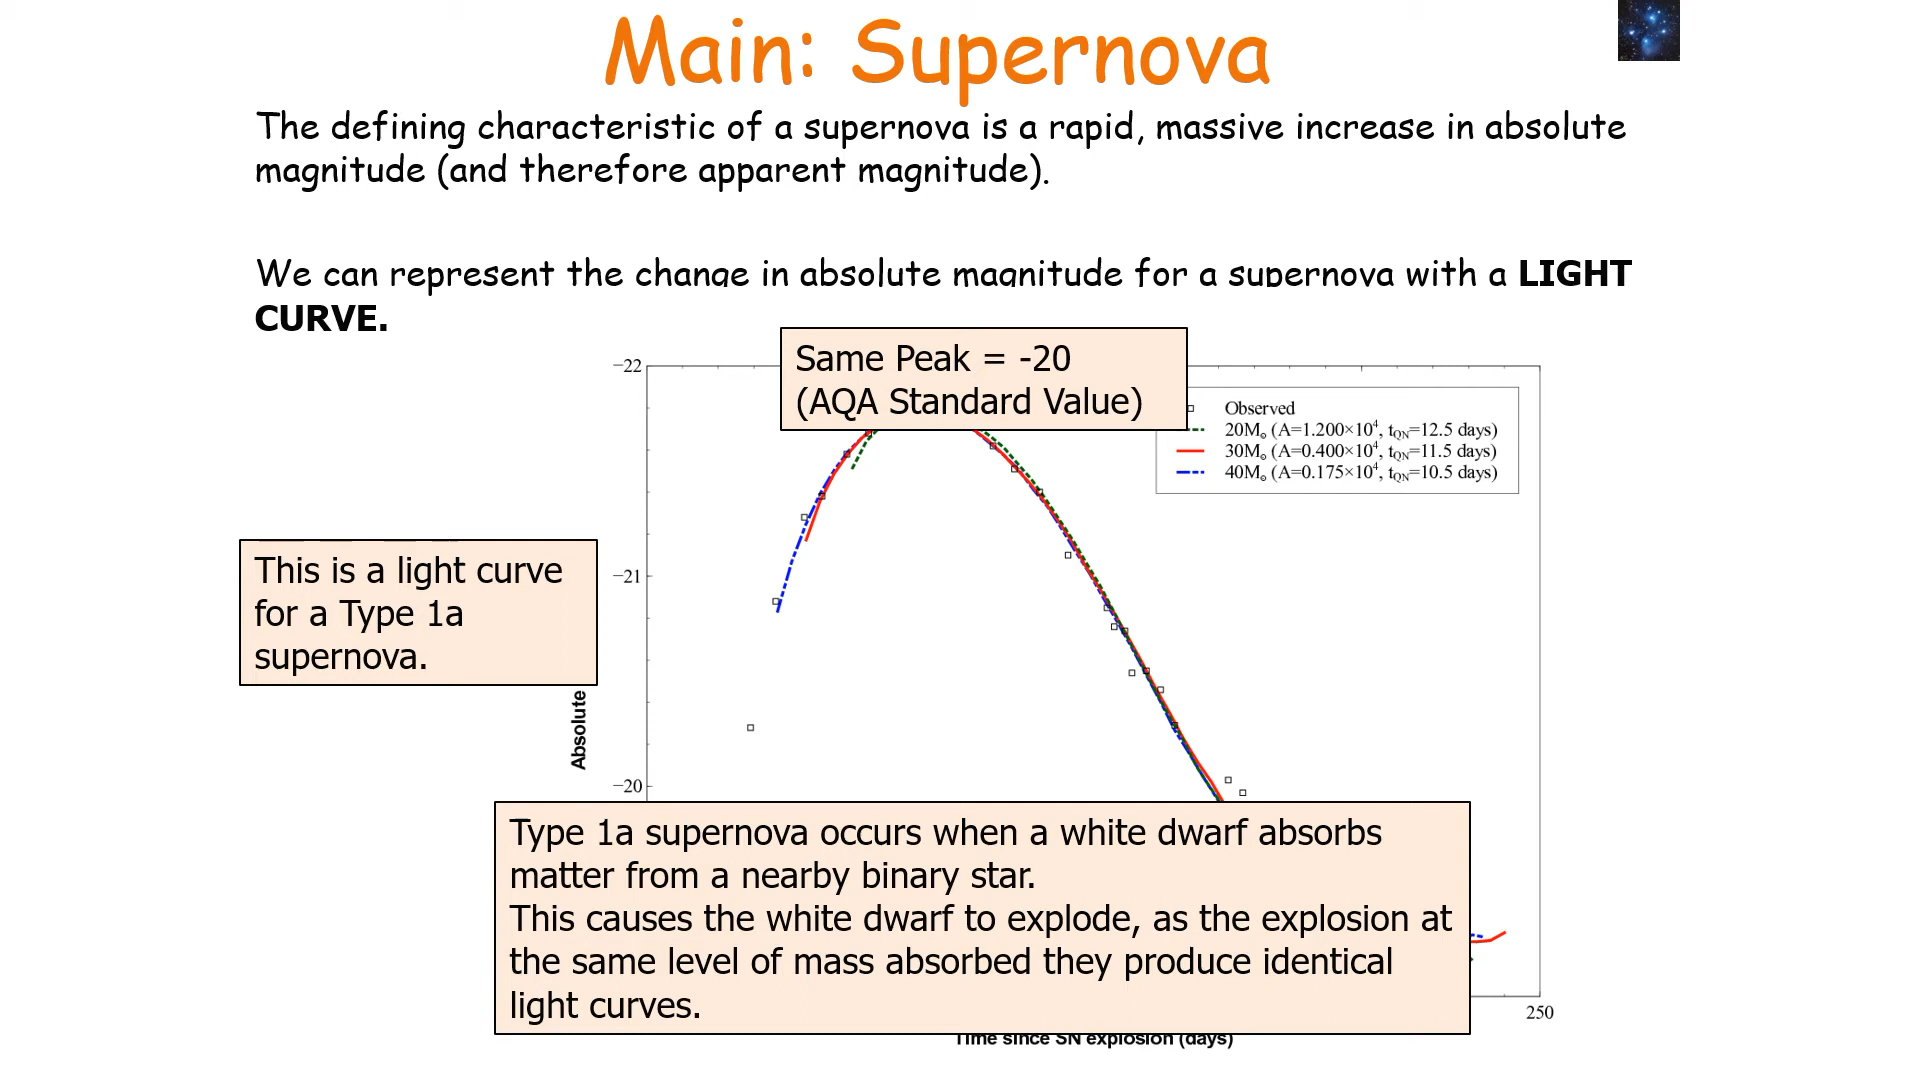 Main: Supernova
The defining characteristic of a supernova is a rapid, massive increase in absolute
magnitude (and therefore apparent magnitude).
We can represent the change in absolute magnitude for a supernova with a LIGHT
CURVE.
Same Peak = -20
(AQA Standard Value)
−22
Observed
20M⊙ (A=1.200×10⁴, tQN=12.5 days)
30M⊙ (A=0.400×10⁴, tQN=11.5 days)
40M⊙ (A=0.175×10⁴, tQN=10.5 days)
This is a light curve
for a Type 1a
supernova.
−21
Absolute
−20
Type 1a supernova occurs when a white dwarf absorbs
matter from a nearby binary star.
This causes the white dwarf to explode, as the explosion at
the same level of mass absorbed they produce identical
light curves.
250
Time since SN explosion (days)